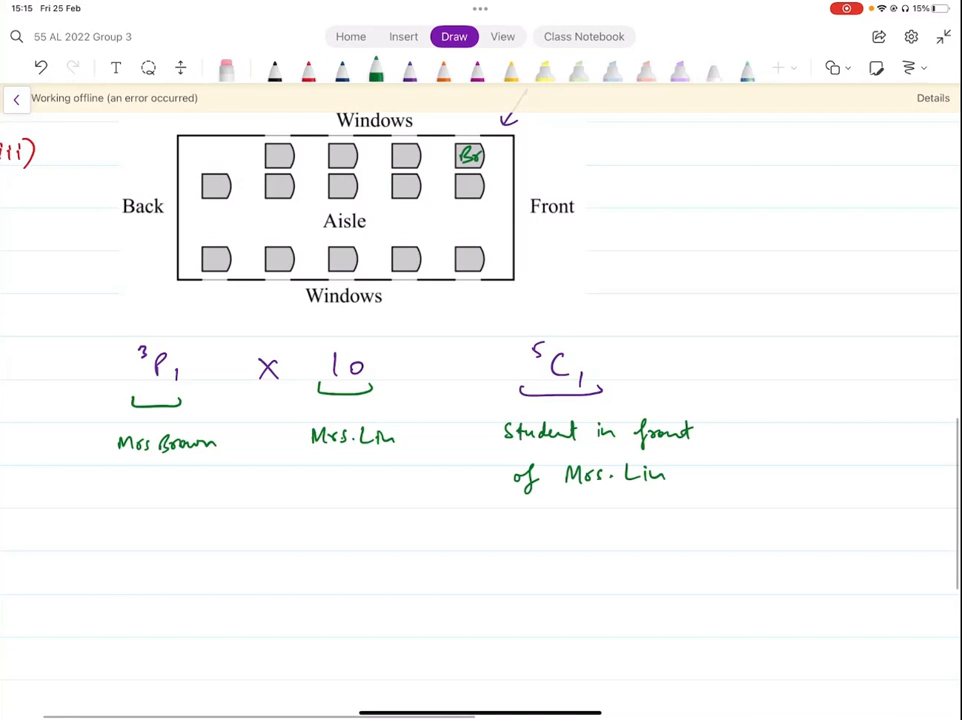 15:15 Fri 25 Feb
15%
55 AL 2022 Group 3
Home Insert Draw View Class Notebook
Working offline (an error occurred) Details
Windows
iii)
Br
Back
Aisle
Front
Windows
³P₁ × 10 ⁵C₁
Mrs Brown Mrs. Lin Student in front
of Mrs. Lin